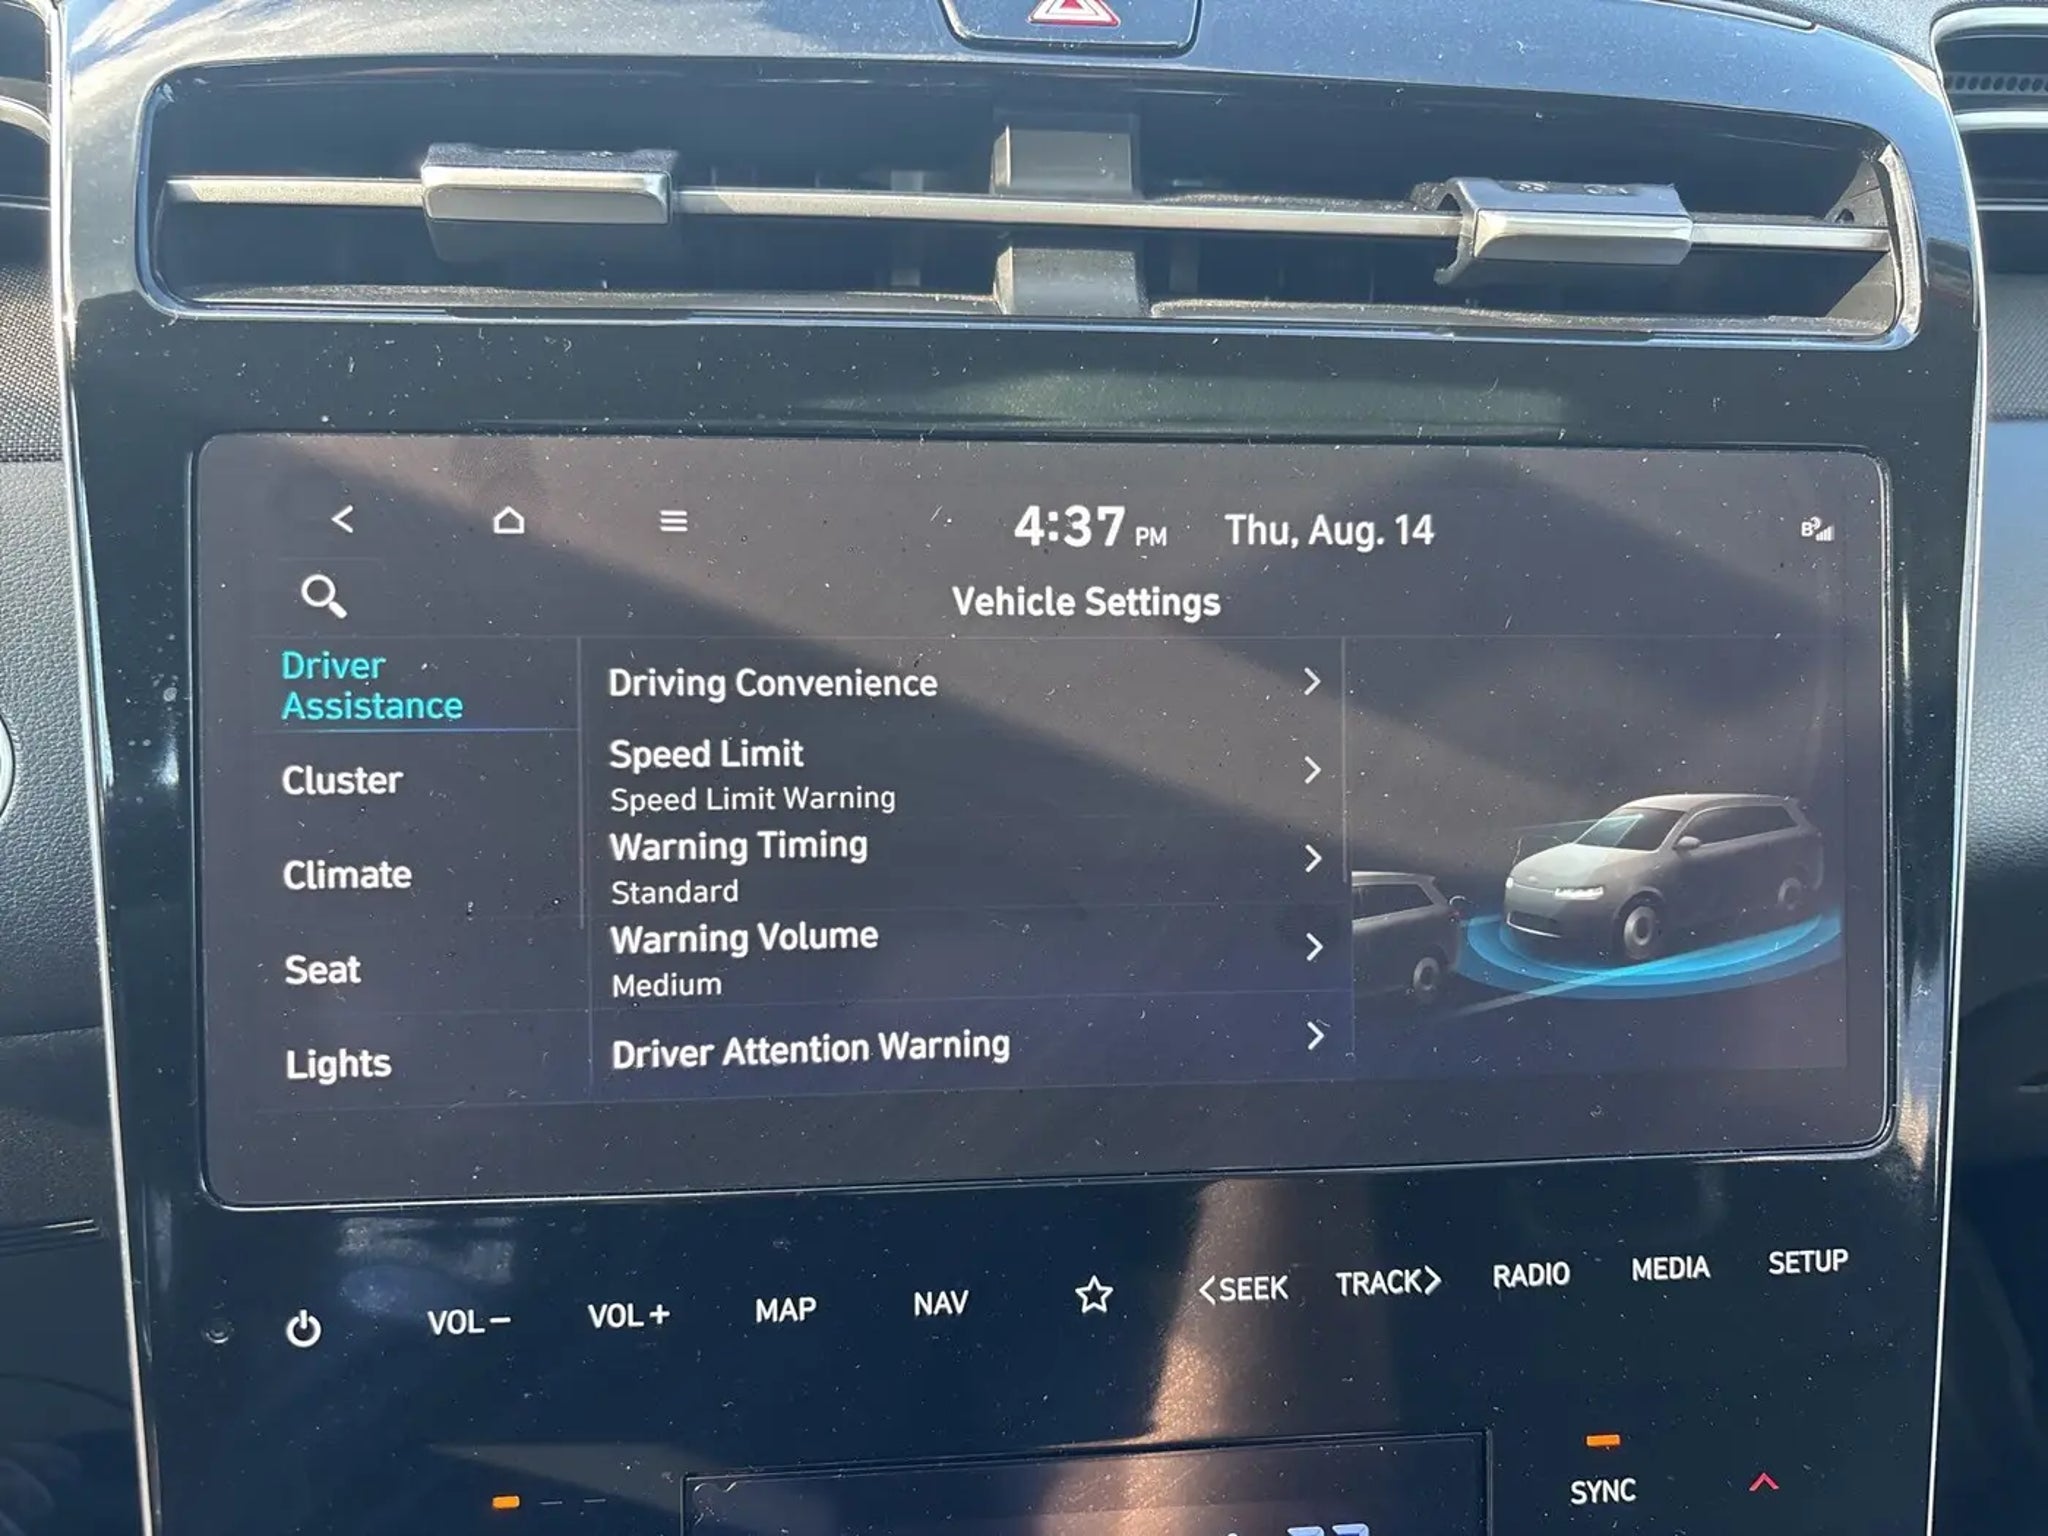 4:37 PM Thu, Aug. 14
Vehicle Settings
Driver
Assistance
Cluster
Climate
Seat
Lights
Driving Convenience
Speed Limit
Speed Limit Warning
Warning Timing
Standard
Warning Volume
Medium
Driver Attention Warning
VOL− VOL+ MAP NAV <SEEK TRACK> RADIO MEDIA SETUP
SYNC